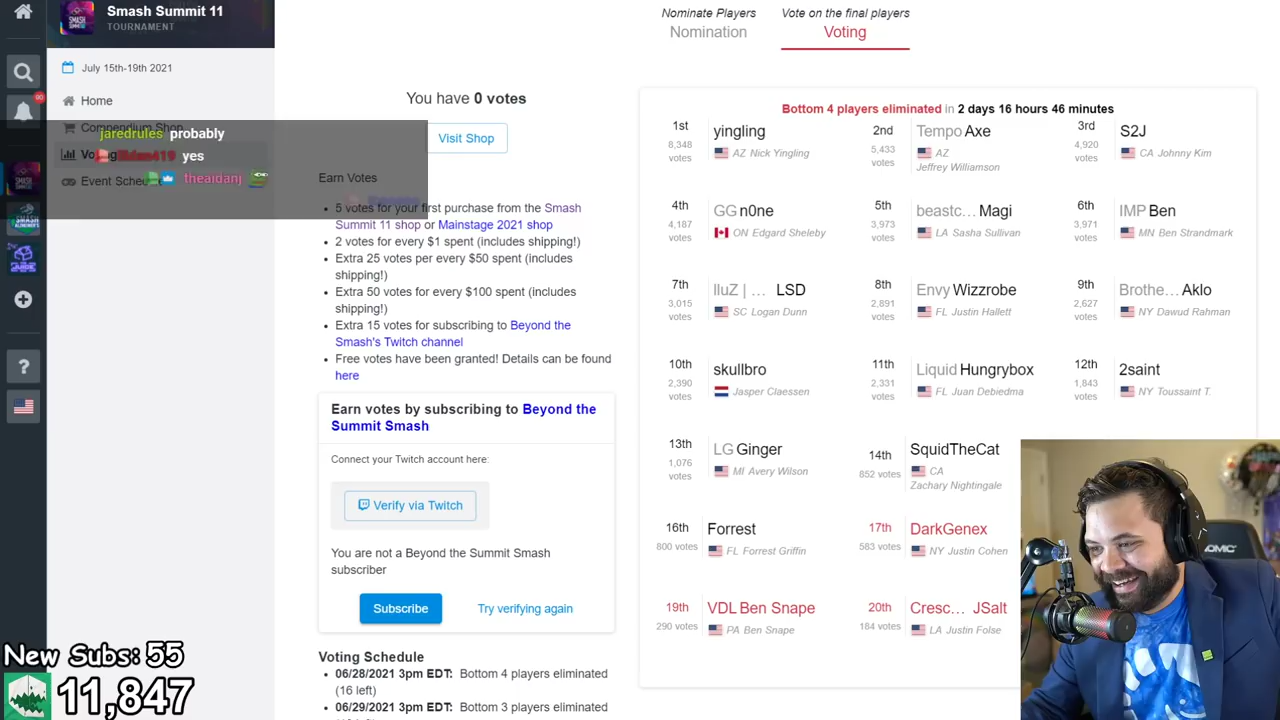 Smash Summit 11
TOURNAMENT
July 15th-19th 2021
Home
jaredrules probably
yes
theaidanj
Event Sche
New Subs: 55
11,847
You have 0 votes
Visit Shop
Earn Votes
5 votes for your first purchase from the Smash
Summit 11 shop or Mainstage 2021 shop
2 votes for every $1 spent (includes shipping!)
Extra 25 votes per every $50 spent (includes
shipping!)
Extra 50 votes for every $100 spent (includes
shipping!)
Extra 15 votes for subscribing to Beyond the
Smash's Twitch channel
Free votes have been granted! Details can be found
here
Earn votes by subscribing to Beyond the
Summit Smash
Connect your Twitch account here:
Verify via Twitch
You are not a Beyond the Summit Smash
subscriber
Subscribe
Try verifying again
Voting Schedule
06/28/2021 3pm EDT: Bottom 4 players eliminated
(16 left)
06/29/2021 3pm EDT: Bottom 3 players eliminated
Nominate Players
Nomination
Vote on the final players
Voting
Bottom 4 players eliminated in 2 days 16 hours 46 minutes
1st
8,348
votes
yingling
AZ Nick Yingling
2nd
5,433
votes
Tempo Axe
AZ
Jeffrey Williamson
3rd
4,920
votes
S2J
CA Johnny Kim
4th
4,187
votes
GG n0ne
ON Edgard Sheleby
5th
3,973
votes
beastc… Magi
LA Sasha Sullivan
6th
3,971
votes
IMP Ben
MN Ben Strandmark
7th
3,015
votes
lluZ | … LSD
SC Logan Dunn
8th
2,891
votes
Envy Wizzrobe
FL Justin Hallett
9th
2,627
votes
Brothe… Aklo
NY Dawud Rahman
10th
2,390
votes
skullbro
Jasper Claessen
11th
2,331
votes
Liquid Hungrybox
FL Juan Debiedma
12th
1,843
votes
2saint
NY Toussaint T.
13th
1,076
votes
LG Ginger
MI Avery Wilson
14th
852 votes
SquidTheCat
CA
Zachary Nightingale
16th
800 votes
Forrest
FL Forrest Griffin
17th
583 votes
DarkGenex
NY Justin Cohen
19th
290 votes
VDL Ben Snape
PA Ben Snape
20th
184 votes
Cresc… JSalt
LA Justin Folse